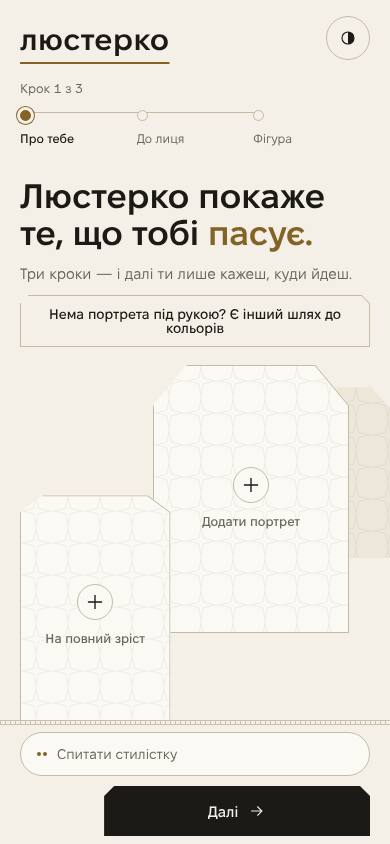 люстерко
Крок 1 з 3
Про тебе
До лиця
Фігура
Люстерко покаже
те, що тобі пасує.
Три кроки — і далі ти лише кажеш, куди йдеш.
Нема портрета під рукою? Є інший шлях до
кольорів
Додати портрет
На повний зріст
Спитати стилістку
Далі →